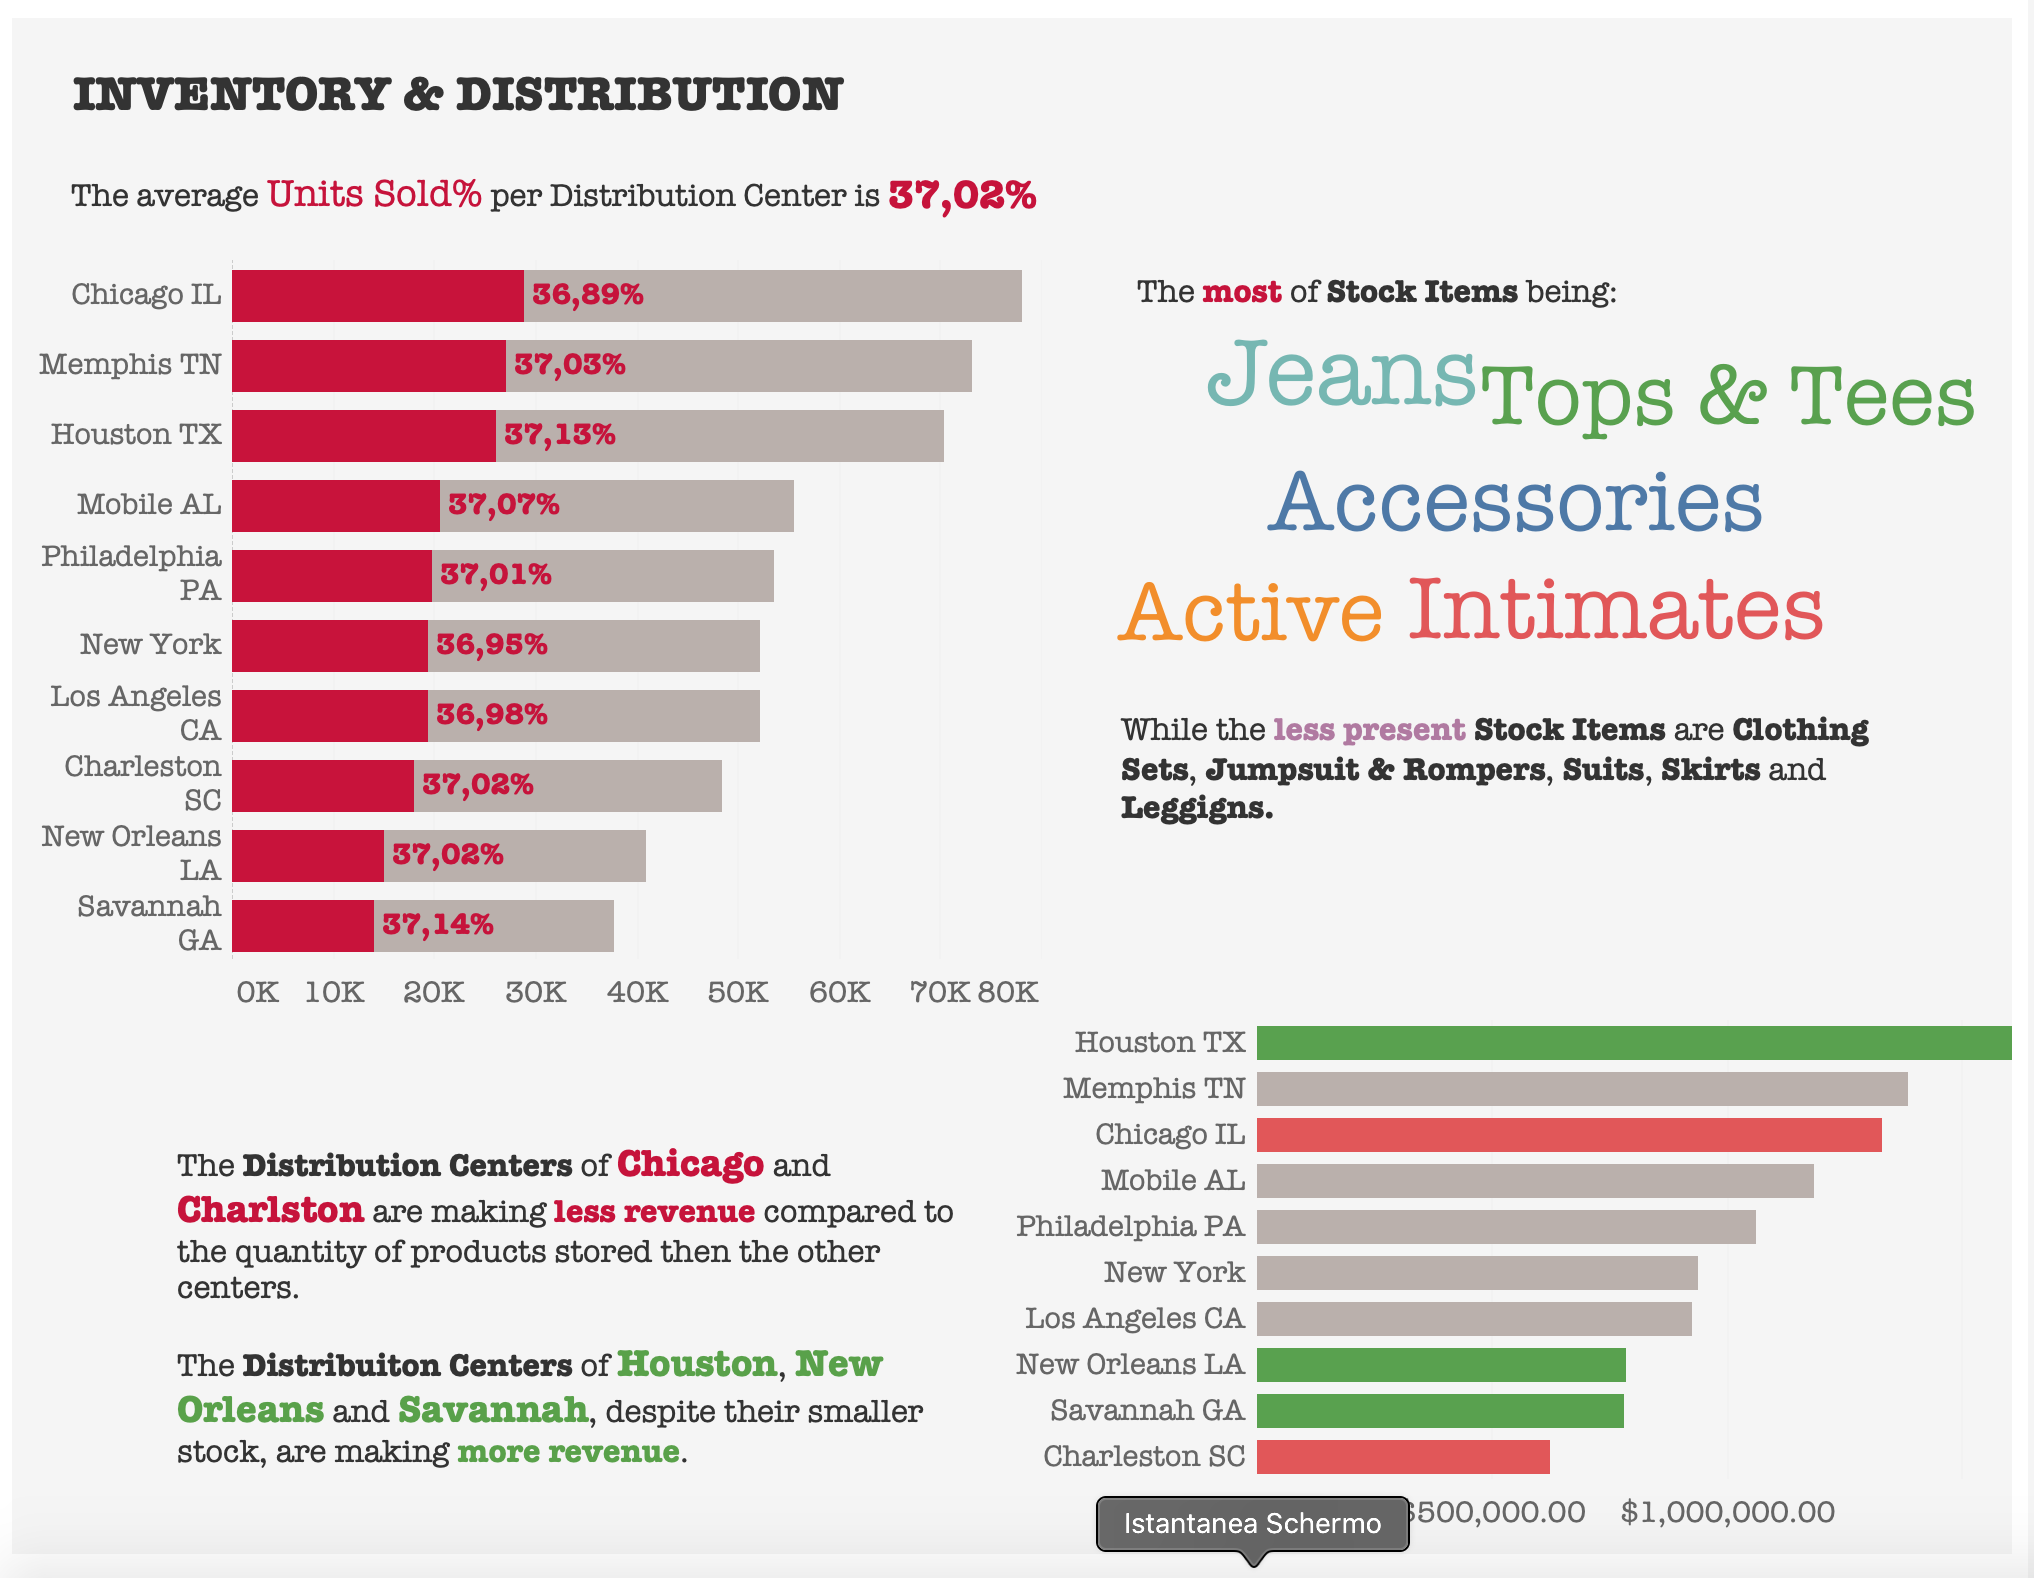 INVENTORY & DISTRIBUTION
The average Units Sold% per Distribution Center is 37,02%
Chicago IL 36,89%
Memphis TN 37,03%
Houston TX 37,13%
Mobile AL 37,07%
Philadelphia
PA 37,01%
New York 36,95%
Los Angeles
CA 36,98%
Charleston
SC 37,02%
New Orleans
LA 37,02%
Savannah
GA 37,14%
0K 10K 20K 30K 40K 50K 60K 70K 80K
The most of Stock Items being:
Jeans Tops & Tees
Accessories
Active Intimates
While the less present Stock Items are Clothing
Sets, Jumpsuit & Rompers, Suits, Skirts and
Leggigns.
The Distribution Centers of Chicago and
Charlston are making less revenue compared to
the quantity of products stored then the other
centers.
The Distribuiton Centers of Houston, New
Orleans and Savannah, despite their smaller
stock, are making more revenue.
Houston TX
Memphis TN
Chicago IL
Mobile AL
Philadelphia PA
New York
Los Angeles CA
New Orleans LA
Savannah GA
Charleston SC
$500,000.00 $1,000,000.00
Istantanea Schermo